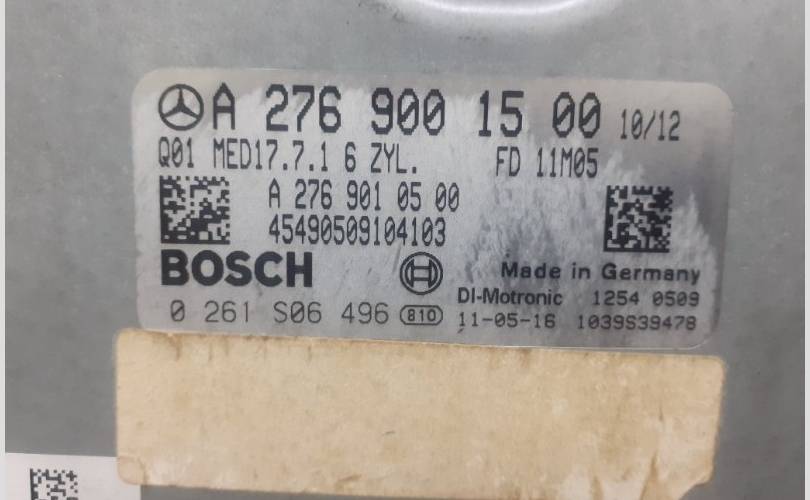 A 276 900 15 00 10/12
Q01 MED17.7.1 6 ZYL. FD 11M05
A 276 901 05 00
45490509104103
BOSCH Made in Germany
DI-Motronic 1254 0509
0 261 S06 496 810 11-05-16 1039S39478